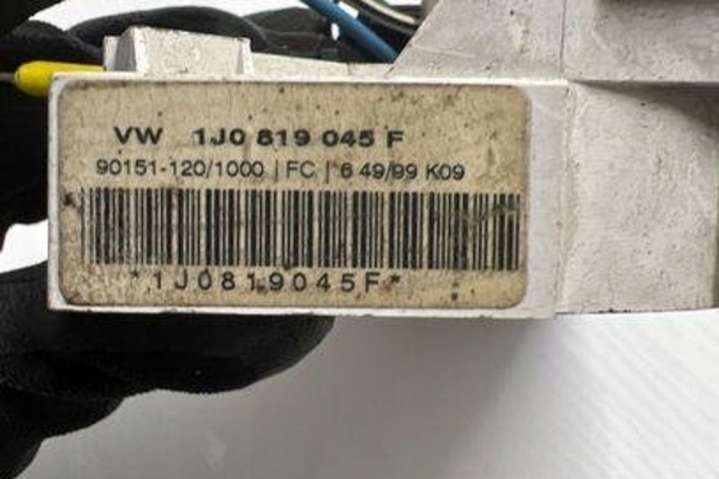 VW 1J0 819 045 F
90151-120/1000 | FC | 6 49/99 K09
*1J0819045F*